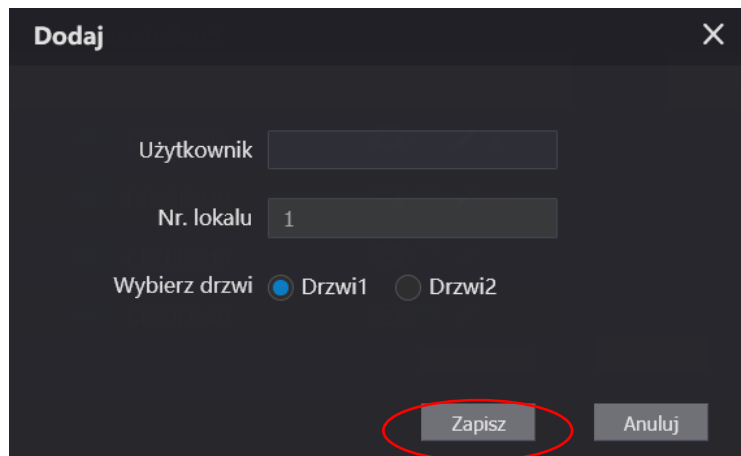 Dodaj
Użytkownik
Nr. lokalu 1
Wybierz drzwi Drzwi1 Drzwi2
Zapisz Anuluj